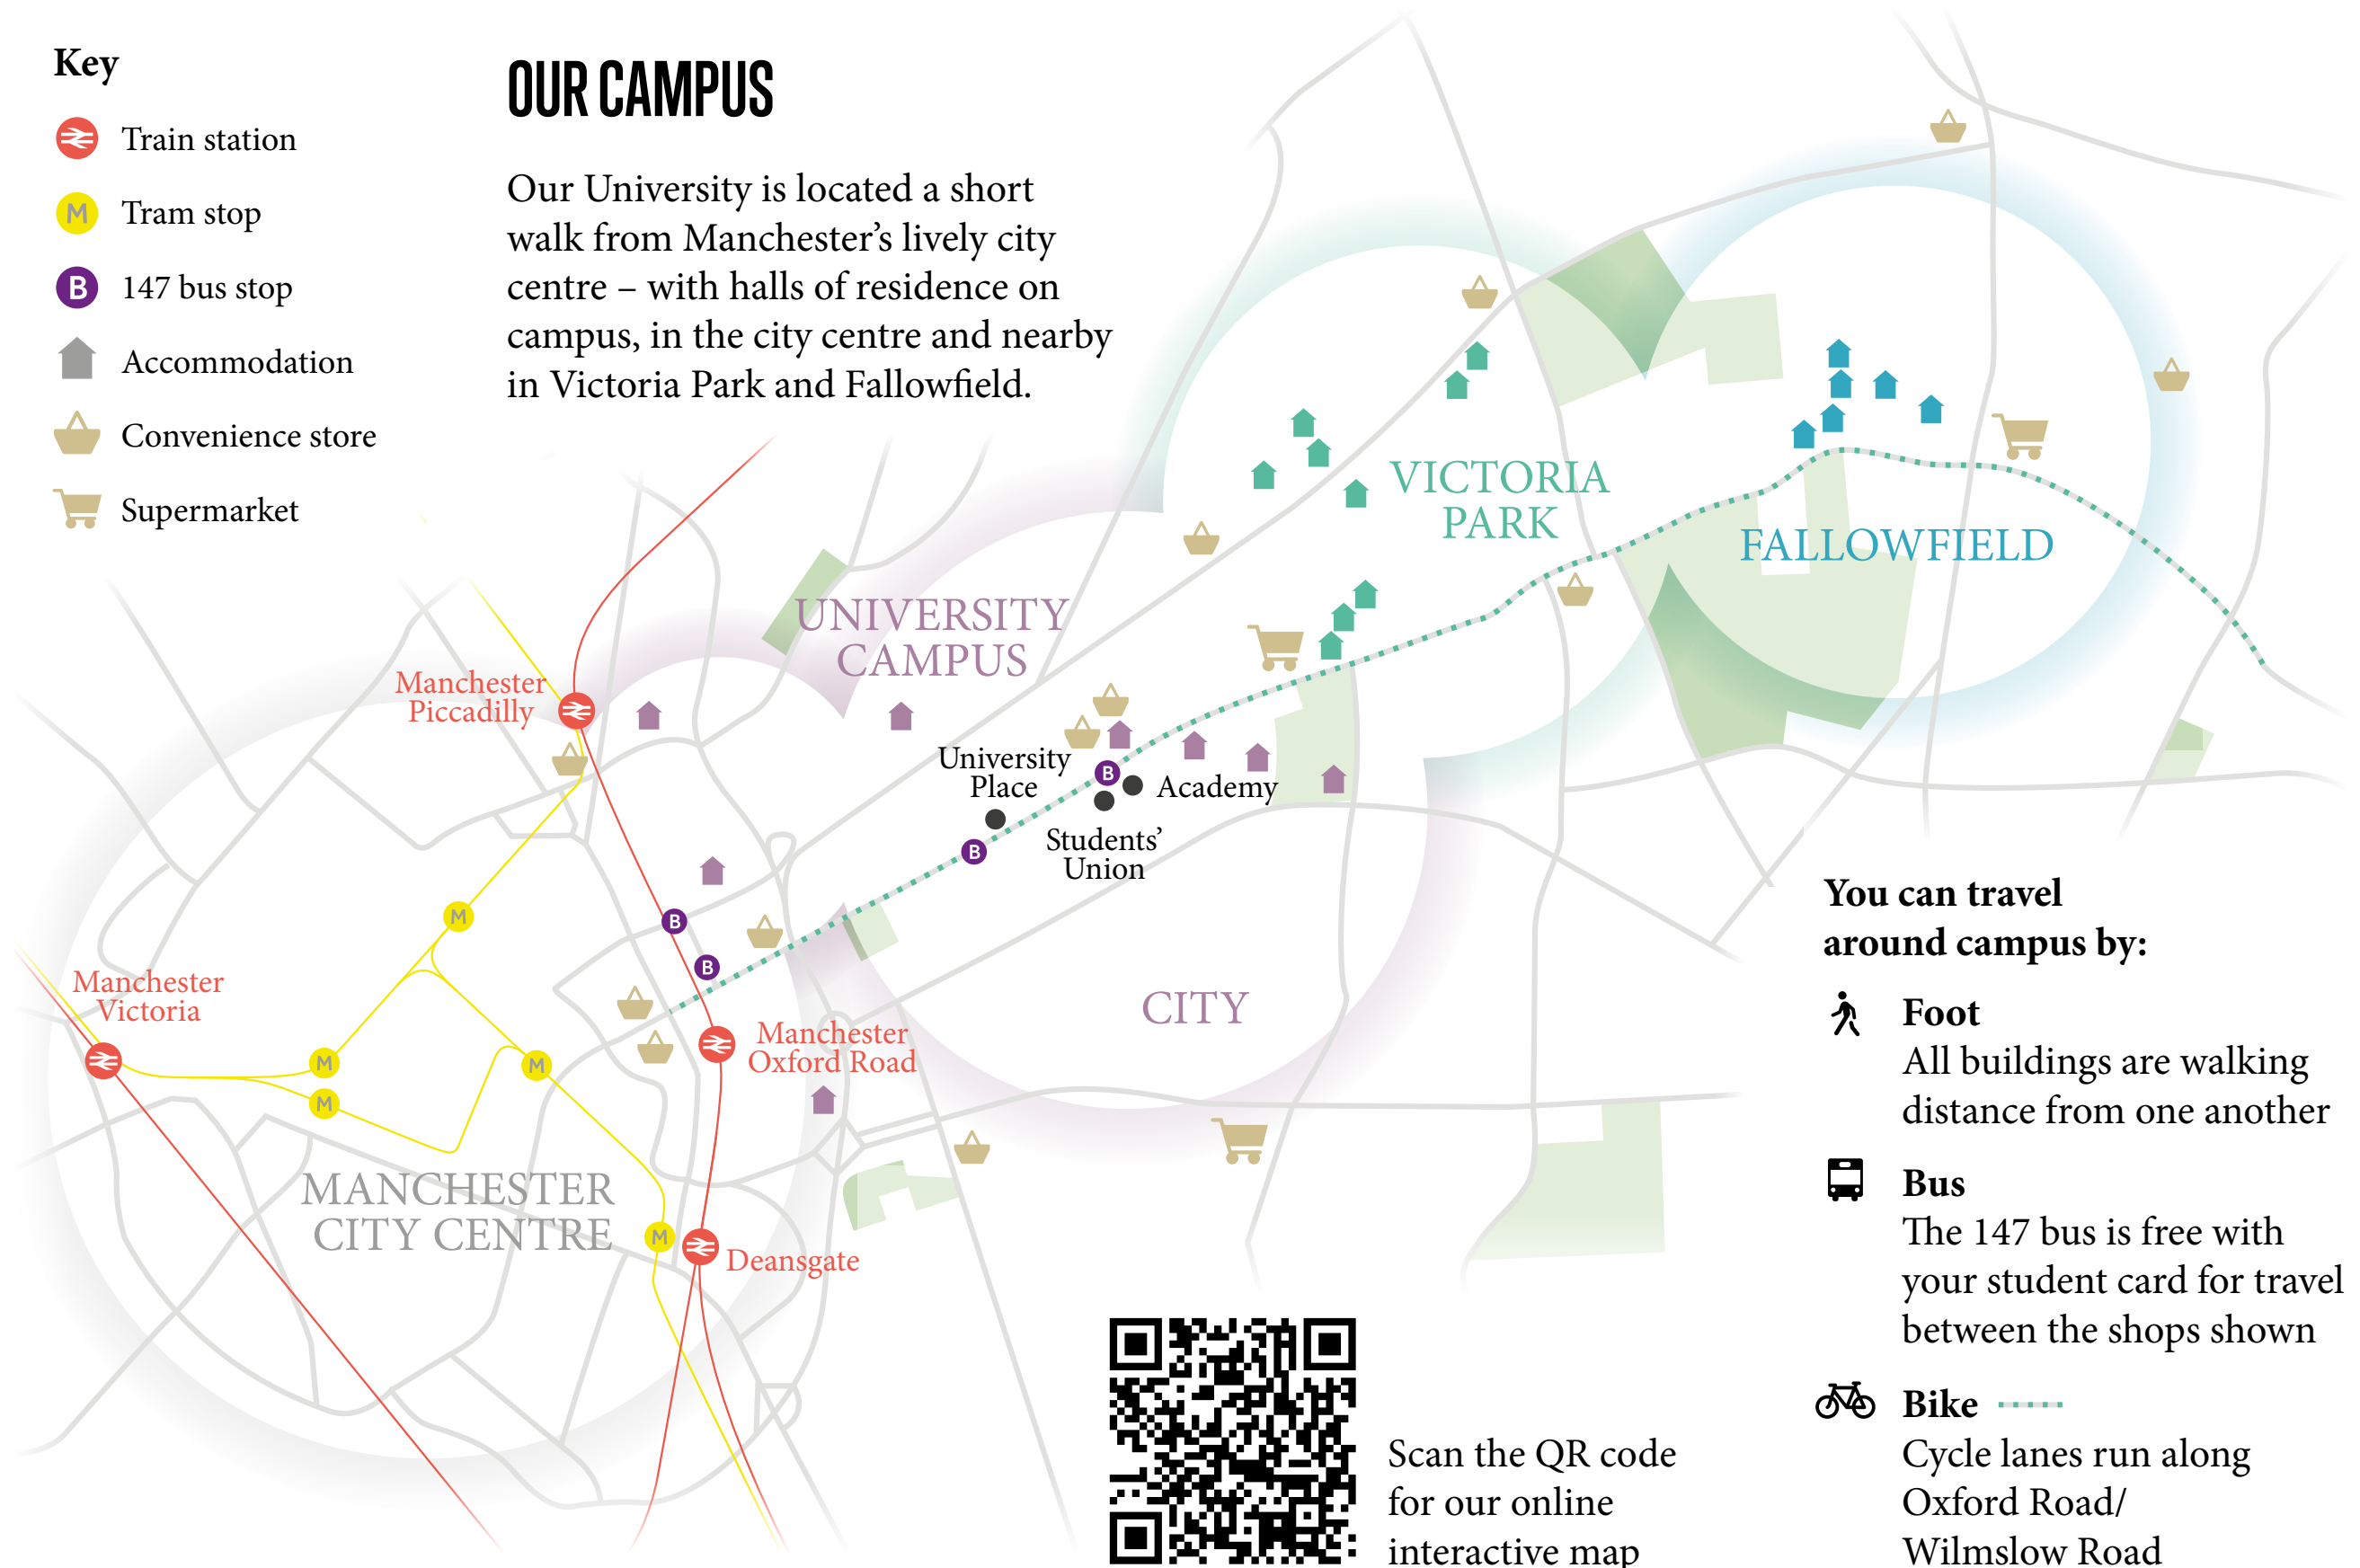 Key
Train station
M
Tram stop
B
147 bus stop
Accommodation
Convenience store
Supermarket
OUR CAMPUS
Our University is located a short
walk from Manchester’s lively city
centre – with halls of residence on
campus, in the city centre and nearby
in Victoria Park and Fallowfield.
VICTORIA
PARK
FALLOWFIELD
UNIVERSITY
CAMPUS
Manchester
Piccadilly
University
Place
B
Academy
Students’
Union
B
M
B
B
Manchester
Victoria
CITY
Manchester
Oxford Road
M
M
M
MANCHESTER
CITY CENTRE
M
Deansgate
You can travel
around campus by:
Foot
All buildings are walking
distance from one another
Bus
The 147 bus is free with
your student card for travel
between the shops shown
Bike
Cycle lanes run along
Oxford Road/
Wilmslow Road
Scan the QR code
for our online
interactive map